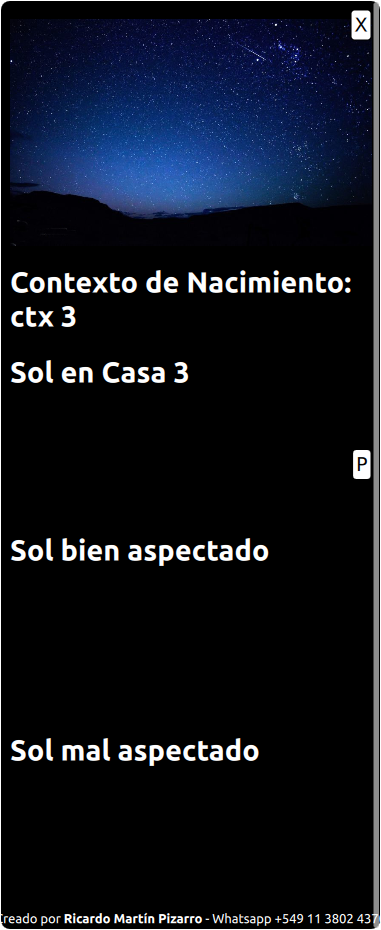 X
Contexto de Nacimiento:
ctx 3
Sol en Casa 3
P
Sol bien aspectado
Sol mal aspectado
Creado por Ricardo Martín Pizarro - Whatsapp +549 11 3802 437